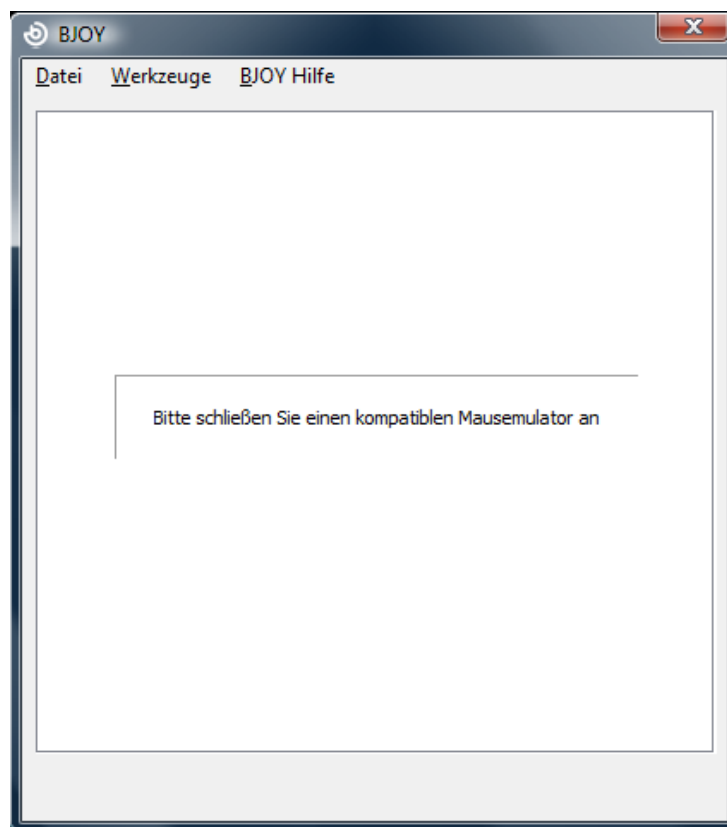 BJOY
Datei Werkzeuge BJOY Hilfe
Bitte schließen Sie einen kompatiblen Mausemulator an